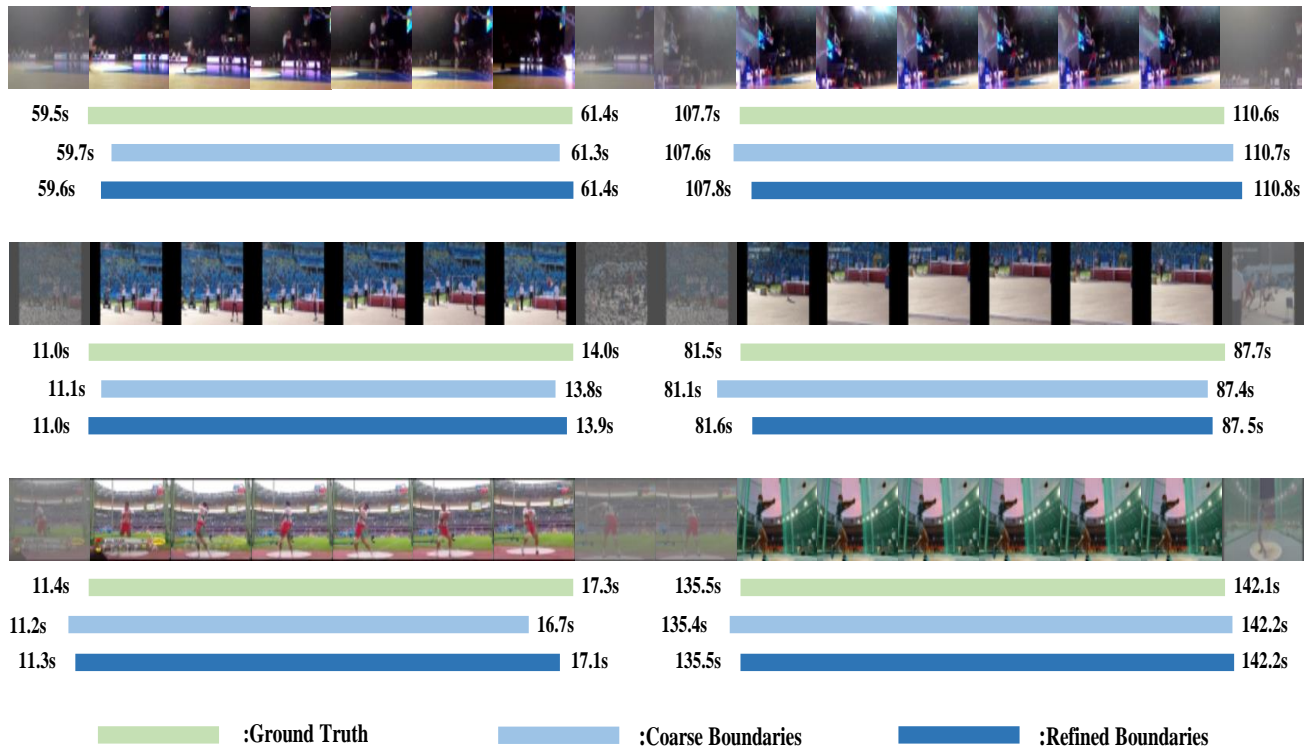 59.5s 61.4s 107.7s 110.6s
59.7s 61.3s 107.6s 110.7s
59.6s 61.4s 107.8s 110.8s
11.0s 14.0s 81.5s 87.7s
11.1s 13.8s 81.1s 87.4s
11.0s 13.9s 81.6s 87.5s
11.4s 17.3s 135.5s 142.1s
11.2s 16.7s 135.4s 142.2s
11.3s 17.1s 135.5s 142.2s
:Ground Truth :Coarse Boundaries :Refined Boundaries